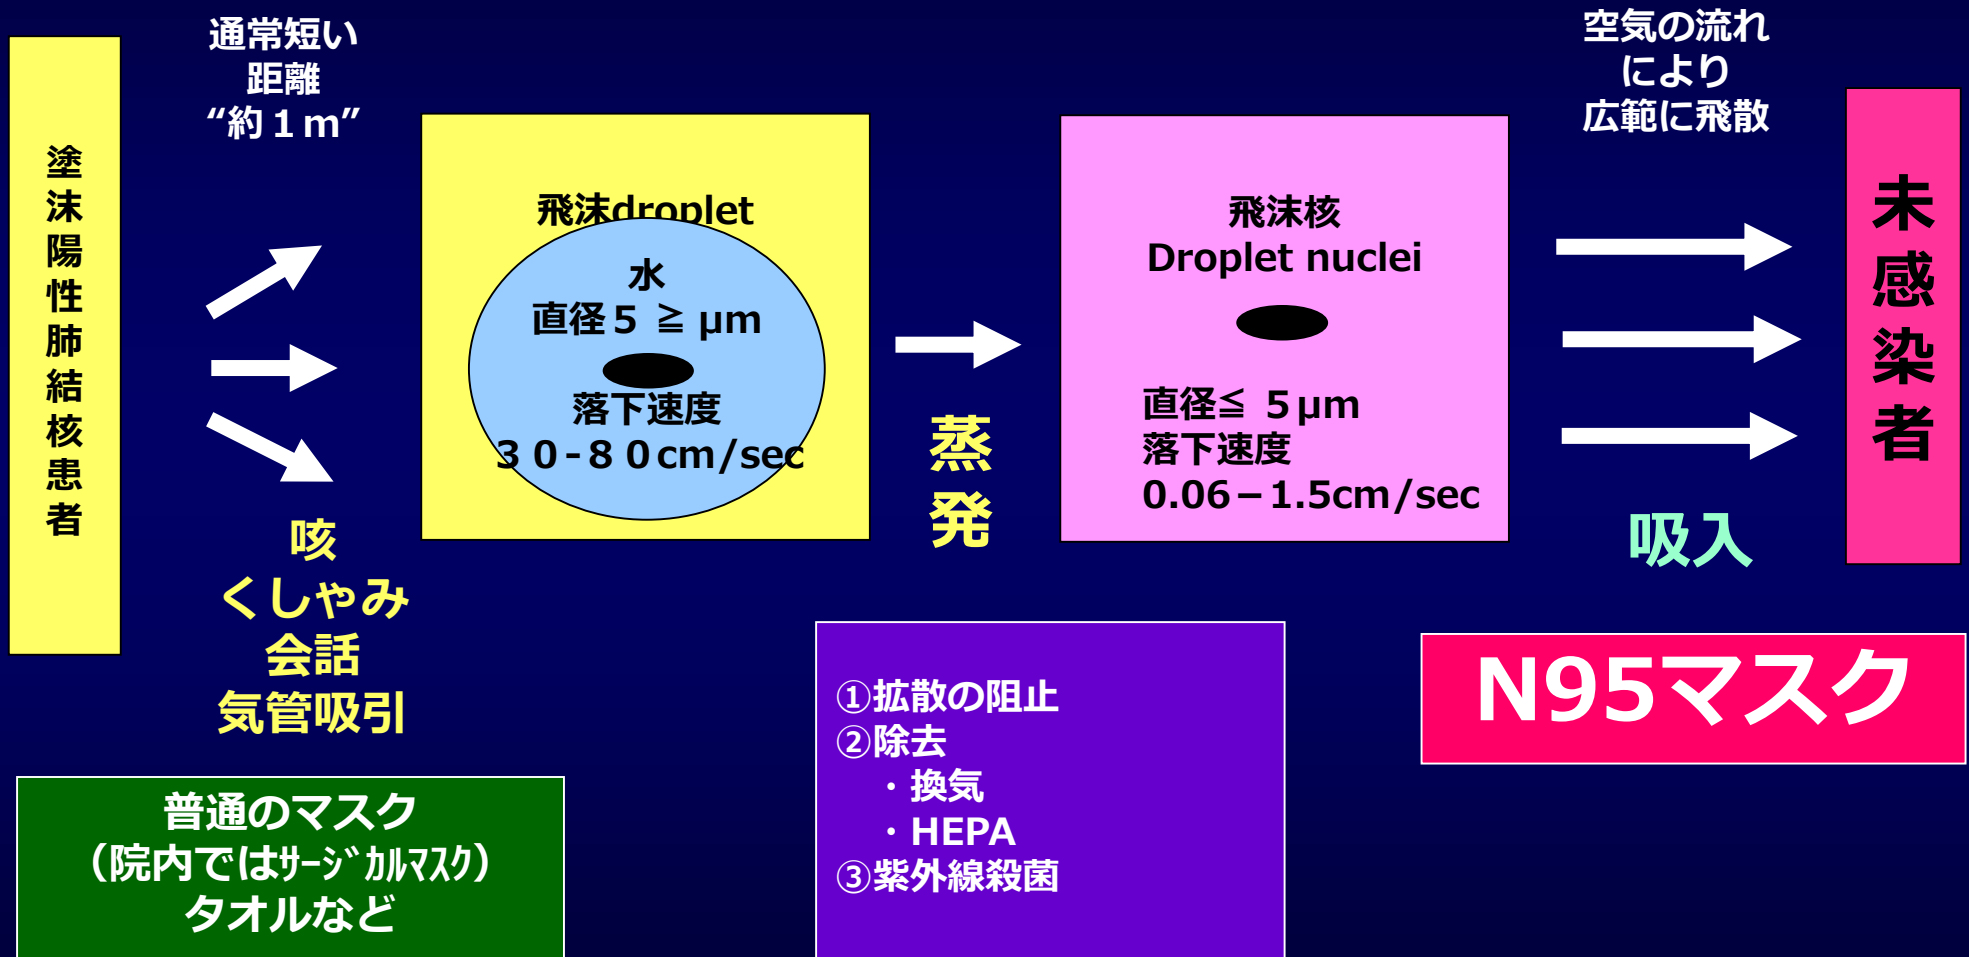 塗沫陽性肺結核患者
通常短い
距離
“約１ｍ”
咳
くしゃみ
会話
気管吸引
普通のマスク
（院内ではｻｰｼﾞｶﾙﾏｽｸ）
タオルなど
飛沫droplet
水
直径５ ≧ μm
落下速度
３０-８０cm/sec
蒸発
飛沫核
Droplet nuclei
直径≦ ５μm
落下速度
0.06－1.5cm/sec
①拡散の阻止
②除去
・換気
・HEPA
③紫外線殺菌
空気の流れ
により
広範に飛散
吸入
未感染者
N95マスク